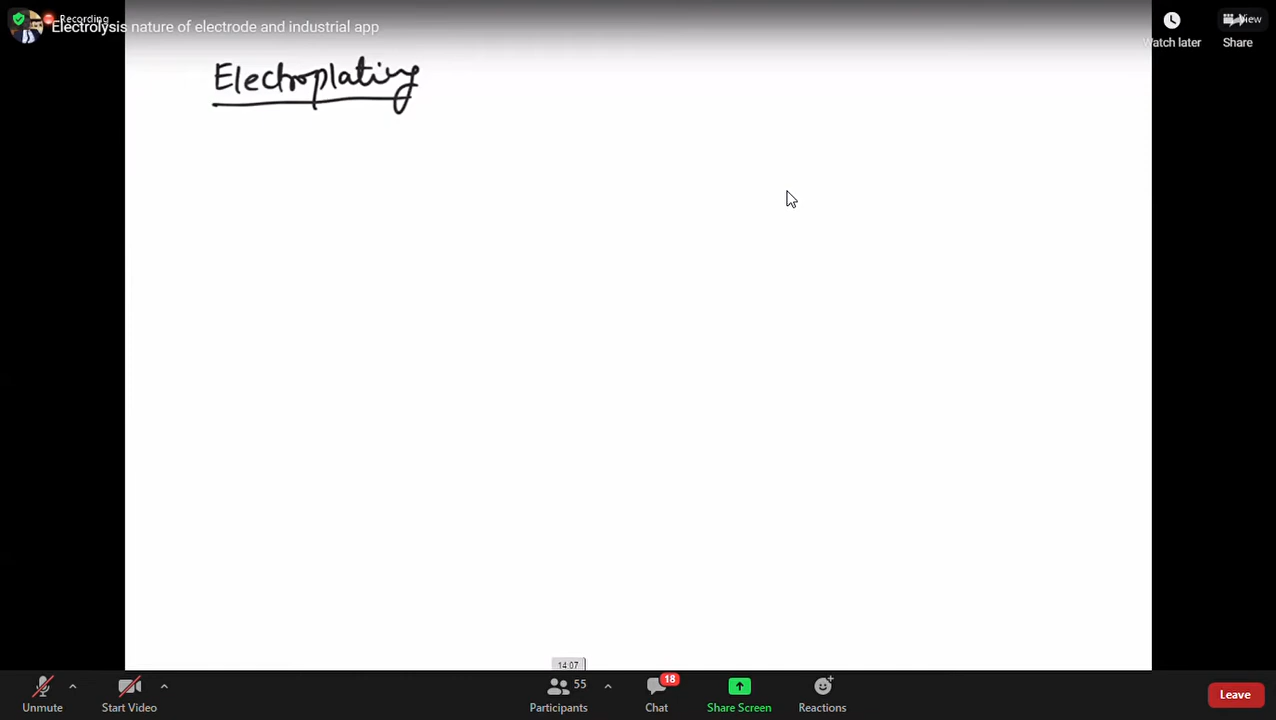 Recording
Electrolysis nature of electrode and industrial app
View
Watch later
Share
Electroplating
14:07
Unmute
Start Video
55
Participants
18
Chat
Share Screen
Reactions
Leave